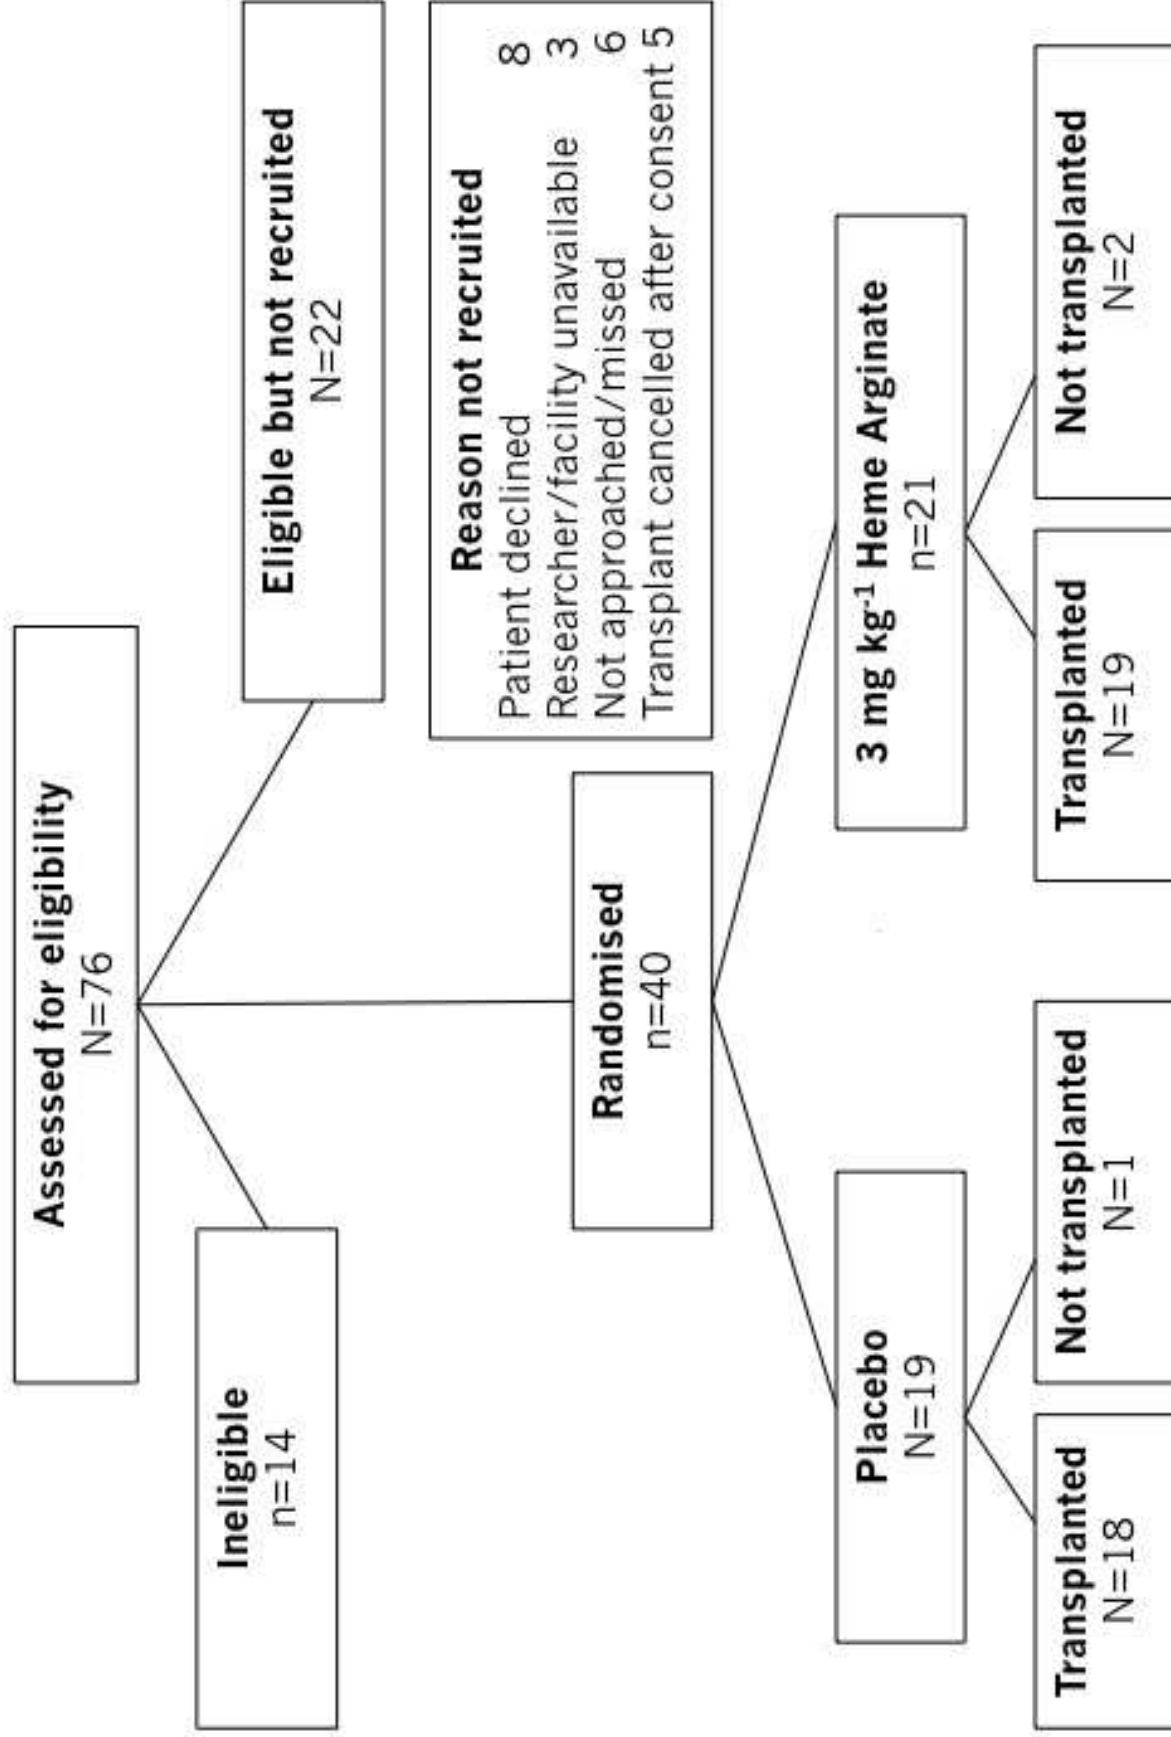 Assessed for eligibility
N=76
Ineligible
n=14
Eligible but not recruited
N=22
Reason not recruited
Patient declined 8
Researcher/facility unavailable 3
Not approached/missed 6
Transplant cancelled after consent 5
Randomised
n=40
Placebo
N=19
3 mg kg⁻¹ Heme Arginate
n=21
Transplanted
N=18
Not transplanted
N=1
Transplanted
N=19
Not transplanted
N=2